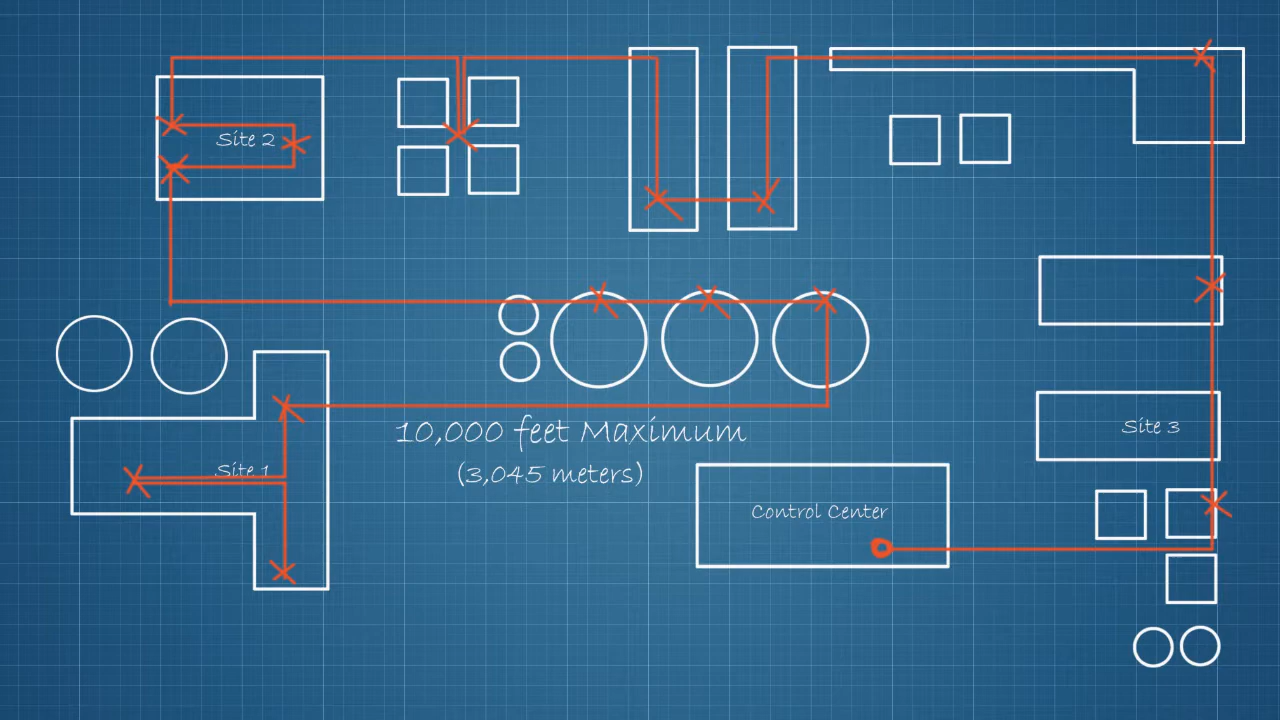 Site 2
10,000 feet Maximum
(3,045 meters)
Site 3
Site 1
Control Center